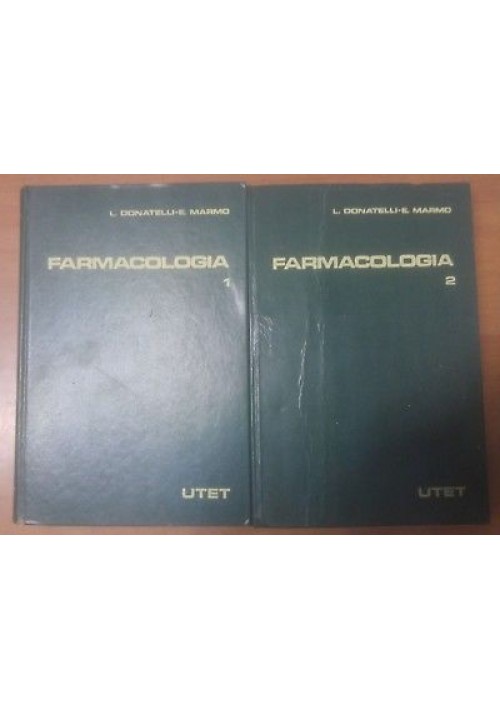 L. DONATELLI-E. MARMO
FARMACOLOGIA
1
UTET
L. DONATELLI-E. MARMO
FARMACOLOGIA
2
UTET